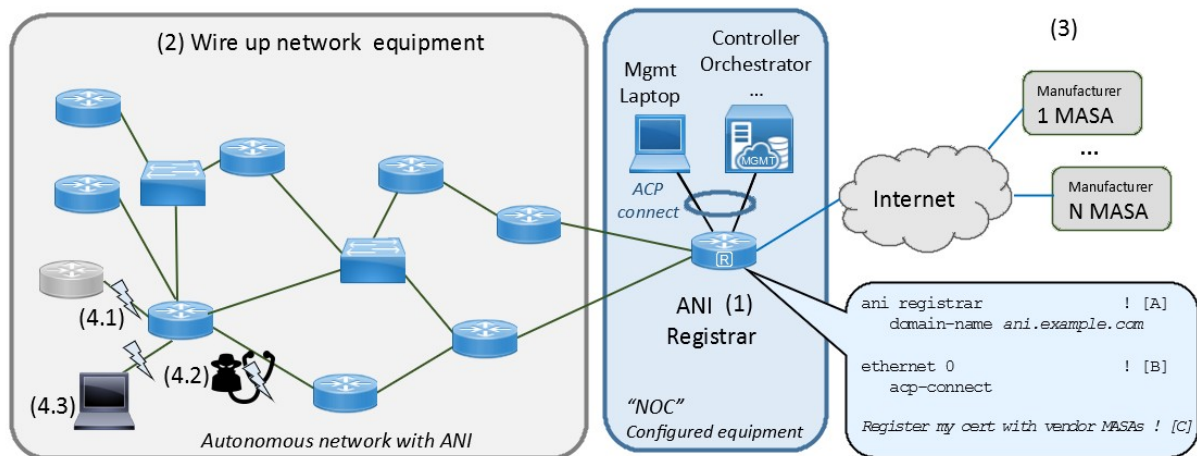 (2) Wire up network equipment
(4.1)
(4.2)
(4.3)
Autonomous network with ANI
Controller
Orchestrator
...
Mgmt
Laptop
MGMT
ACP
connect
R
ANI (1)
Registrar
“NOC”
Configured equipment
(3)
Manufacturer
1 MASA
...
Manufacturer
N MASA
Internet
ani registrar ! [A]
domain-name ani.example.com
ethernet 0 ! [B]
acp-connect
Register my cert with vendor MASAs ! [C]